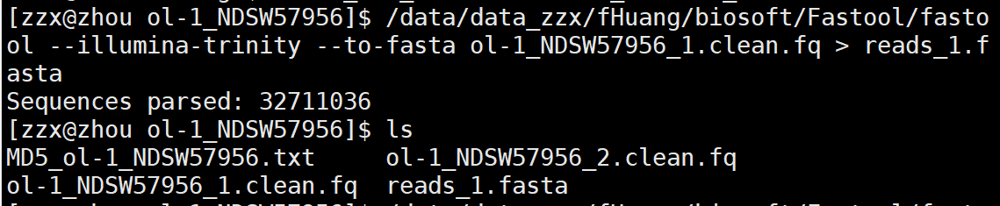 [zzx@zhou ol-1_NDSW57956]$ /data/data_zzx/fHuang/biosoft/Fastool/fasto
ol --illumina-trinity --to-fasta ol-1_NDSW57956_1.clean.fq > reads_1.f
asta
Sequences parsed: 32711036
[zzx@zhou ol-1_NDSW57956]$ ls
MD5_ol-1_NDSW57956.txt     ol-1_NDSW57956_2.clean.fq
ol-1_NDSW57956_1.clean.fq  reads_1.fasta